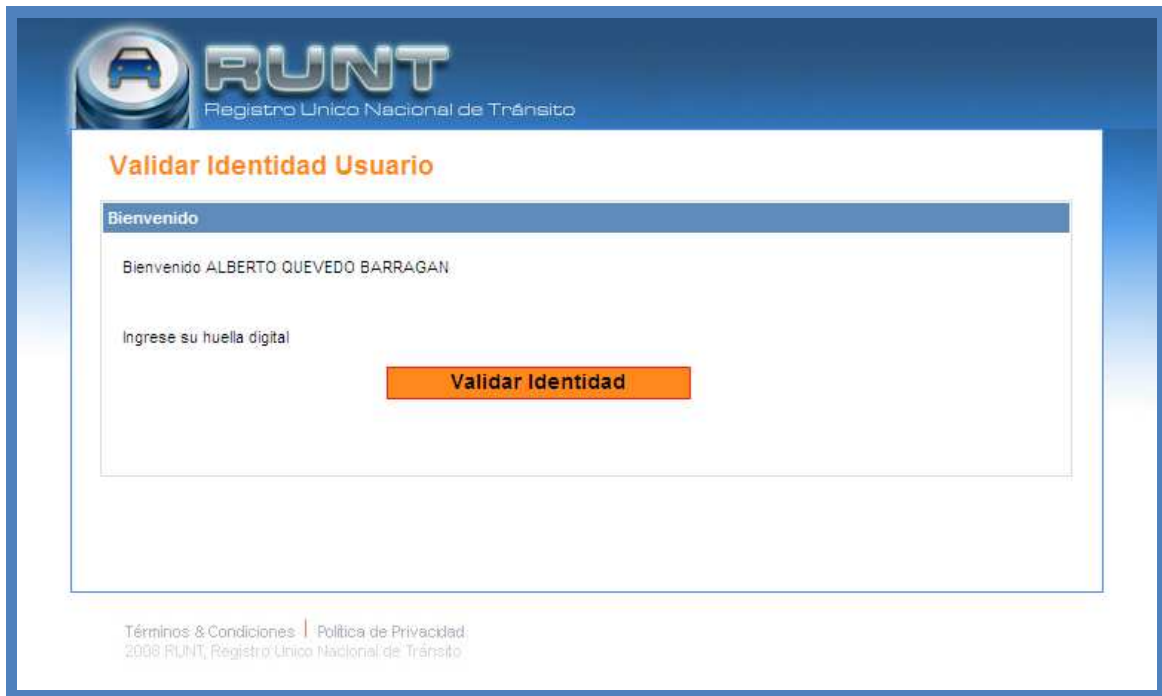 RUNT
Registro Unico Nacional de Tránsito
Validar Identidad Usuario
Bienvenido
Bienvenido ALBERTO QUEVEDO BARRAGAN
Ingrese su huella digital
Validar Identidad
Términos & Condiciones | Política de Privacidad
2008 RUNT, Registro Unico Nacional de Tránsito